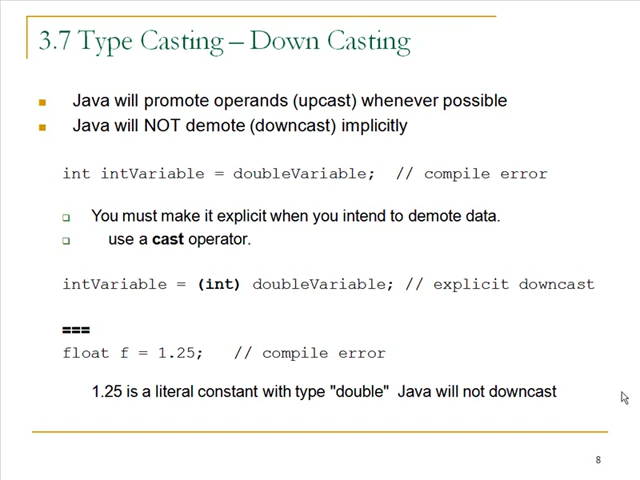 3.7 Type Casting – Down Casting
Java will promote operands (upcast) whenever possible
Java will NOT demote (downcast) implicitly
int intVariable = doubleVariable;  // compile error
You must make it explicit when you intend to demote data.
use a cast operator.
intVariable = (int) doubleVariable; // explicit downcast
===
float f = 1.25;   // compile error
1.25 is a literal constant with type "double"  Java will not downcast
8